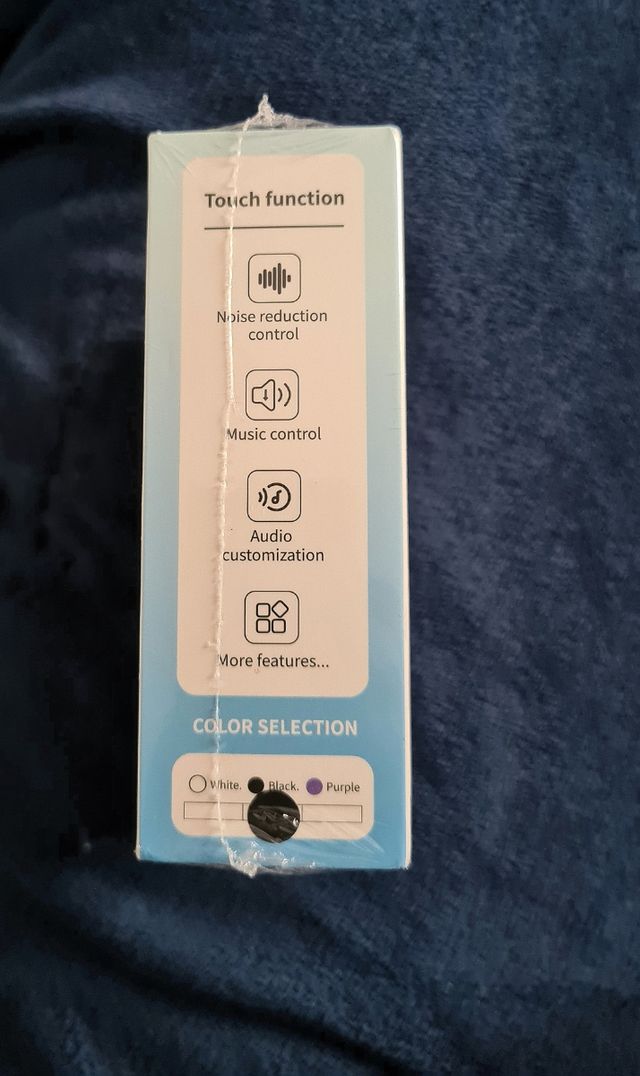 Touch function
Noise reduction
control
Music control
Audio
customization
More features...
COLOR SELECTION
White. Black. Purple